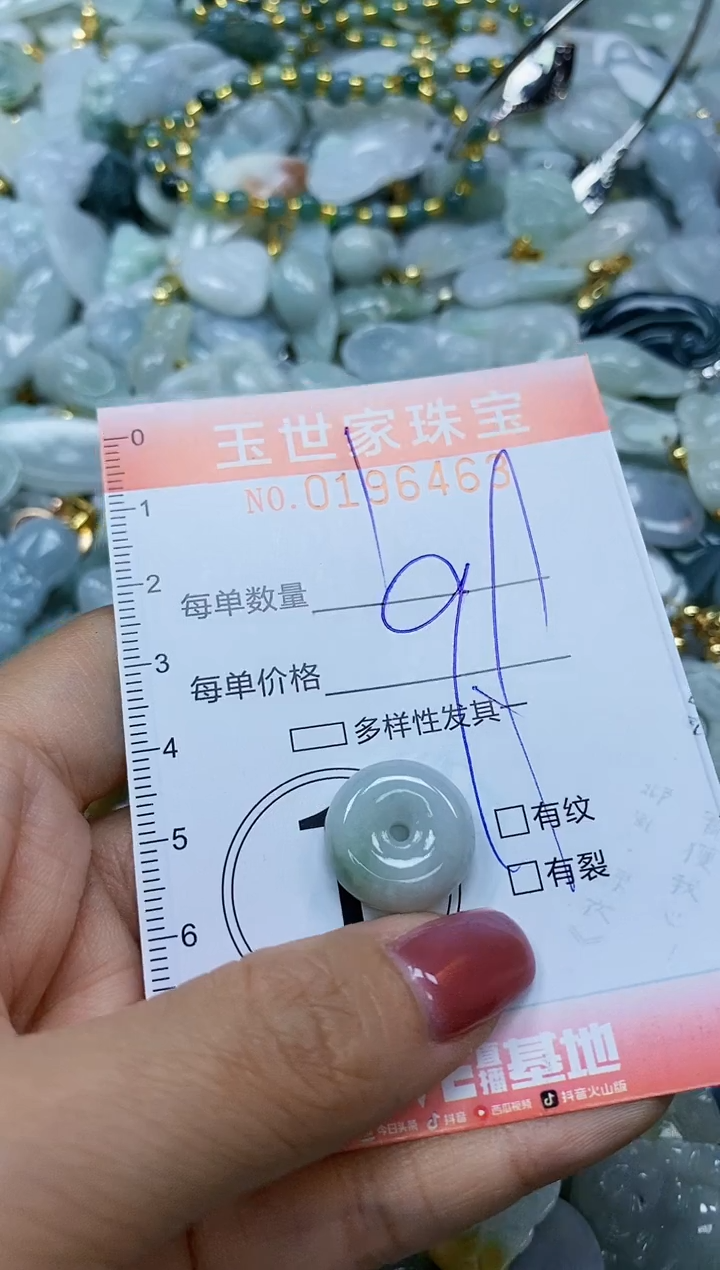 玉世家珠宝
NO.0196463
0
1
2
每单数量
3
每单价格
4
多样性发其一
5
有纹
有裂
6
直播基地
今日头条 抖音 西瓜视频 抖音火山版